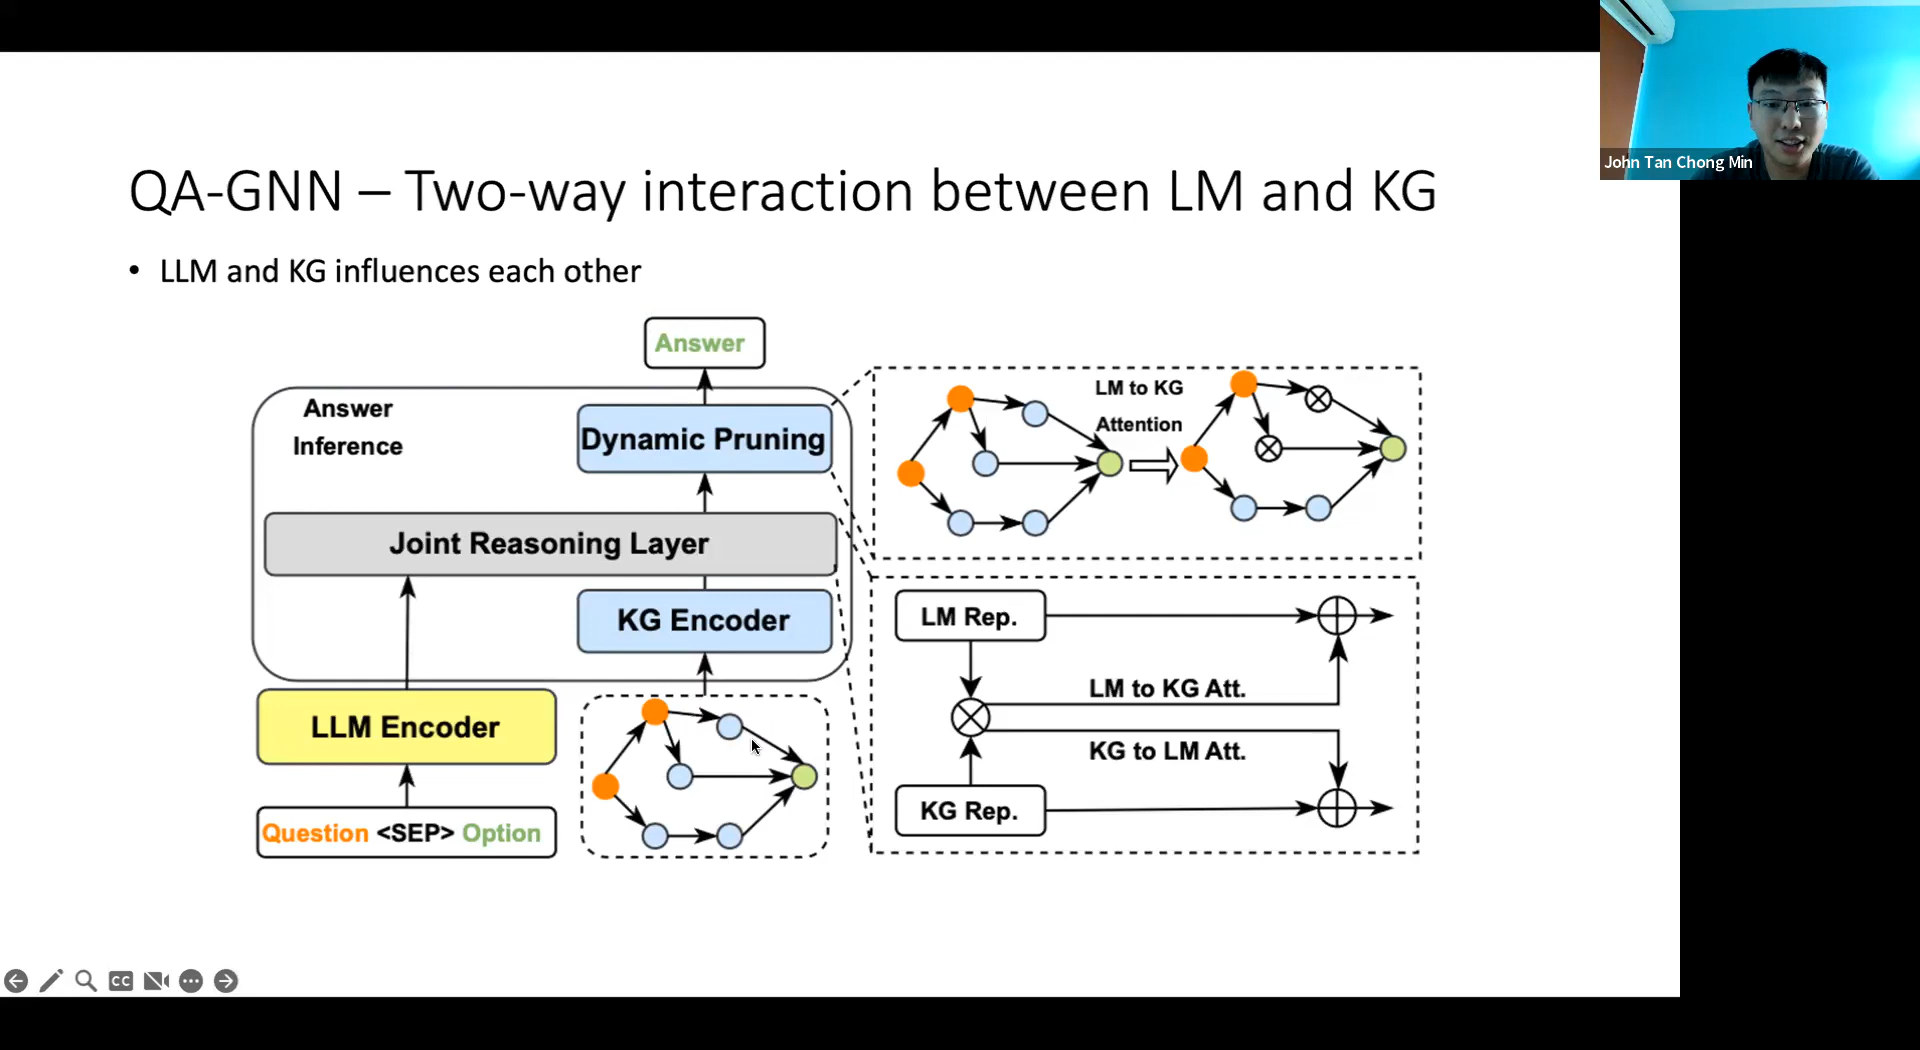 QA-GNN – Two-way interaction between LM and KG
• LLM and KG influences each other
John Tan Chong Min
Answer
Answer
Inference
Dynamic Pruning
Joint Reasoning Layer
KG Encoder
LLM Encoder
Question <SEP> Option
LM to KG
Attention
LM Rep.
LM to KG Att.
KG to LM Att.
KG Rep.
CC